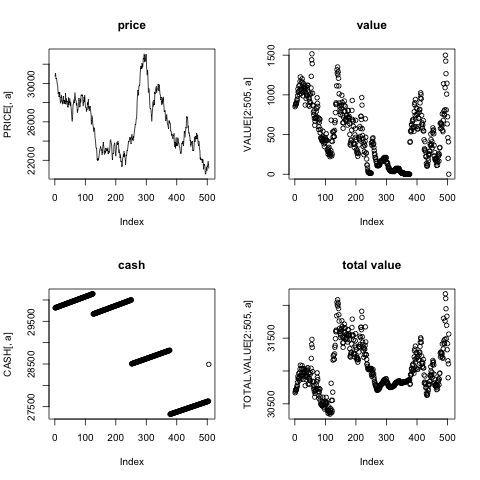 price
PRICE[, a]
22000 26000 30000
0 100 200 300 400 500
Index
value
VALUE[2:505, a]
0 500 1000 1500
0 100 200 300 400 500
Index
cash
CASH[, a]
27500 28500 29500
0 100 200 300 400 500
Index
total value
TOTAL.VALUE[2:505, a]
30500 31500
0 100 200 300 400 500
Index